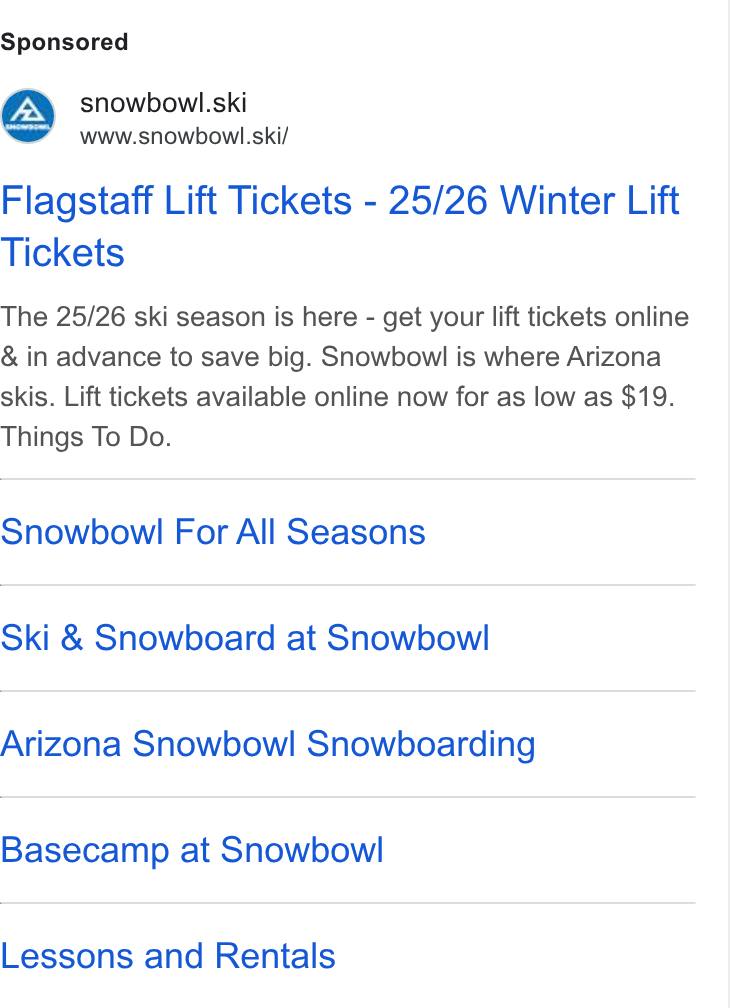 Sponsored
SNOWBOWL
snowbowl.ski
www.snowbowl.ski/
Flagstaff Lift Tickets - 25/26 Winter Lift
Tickets
The 25/26 ski season is here - get your lift tickets online
& in advance to save big. Snowbowl is where Arizona
skis. Lift tickets available online now for as low as $19.
Things To Do.
Snowbowl For All Seasons
Ski & Snowboard at Snowbowl
Arizona Snowbowl Snowboarding
Basecamp at Snowbowl
Lessons and Rentals